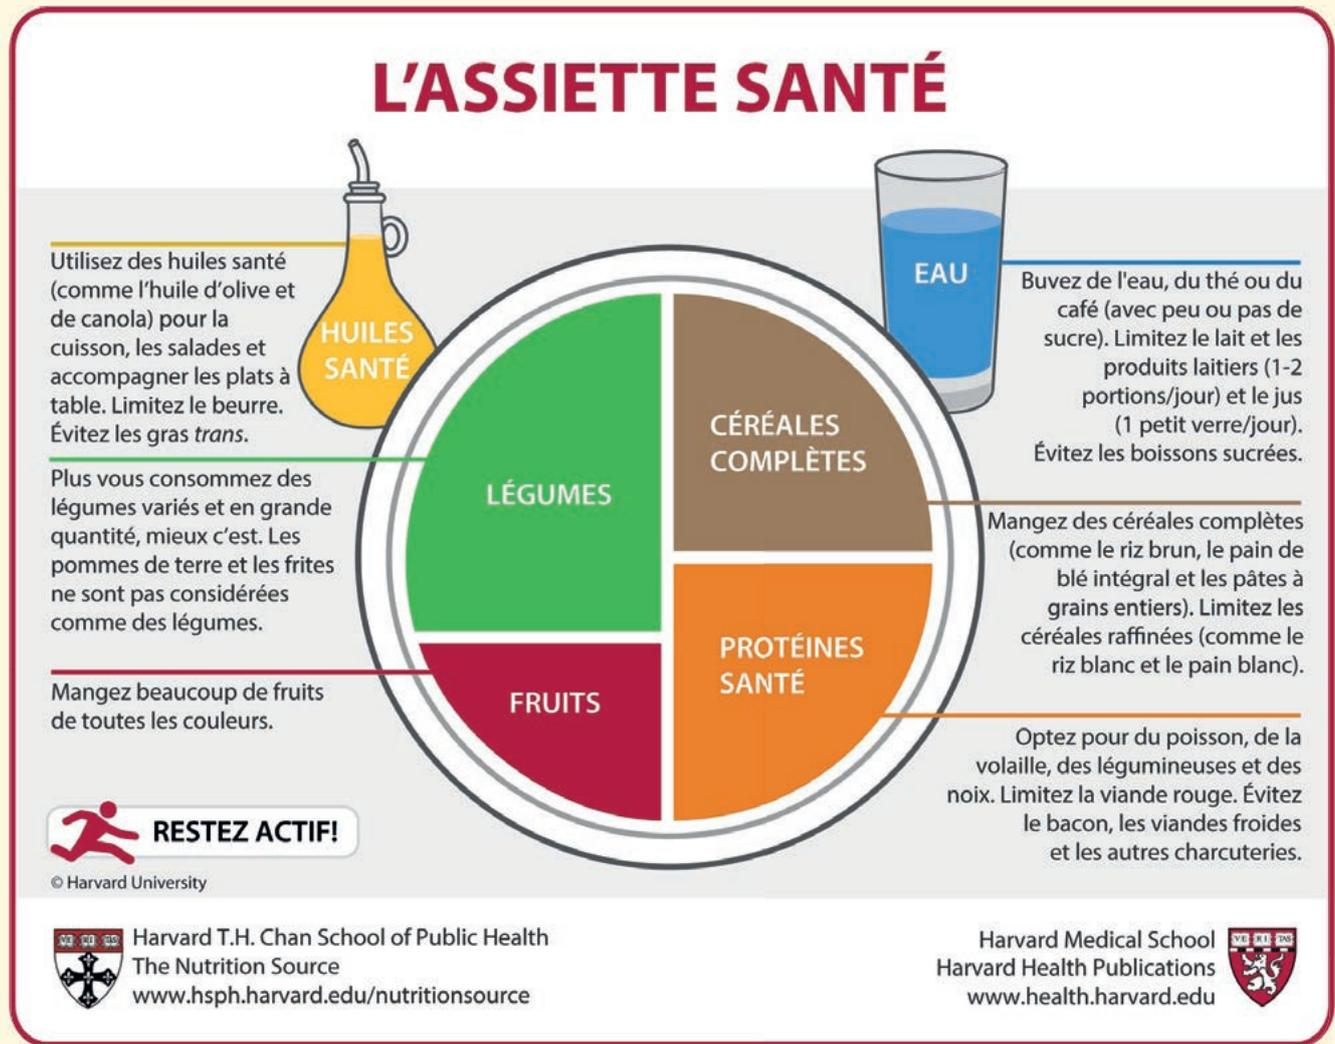 L'ASSIETTE SANTÉ
Utilisez des huiles santé
(comme l'huile d'olive et
de canola) pour la
cuisson, les salades et
accompagner les plats à
table. Limitez le beurre.
Évitez les gras trans.
HUILES
SANTÉ
EAU
Buvez de l'eau, du thé ou du
café (avec peu ou pas de
sucre). Limitez le lait et les
produits laitiers (1-2
portions/jour) et le jus
(1 petit verre/jour).
Évitez les boissons sucrées.
Plus vous consommez des
légumes variés et en grande
quantité, mieux c'est. Les
pommes de terre et les frites
ne sont pas considérées
comme des légumes.
LÉGUMES
CÉRÉALES
COMPLÈTES
Mangez des céréales complètes
(comme le riz brun, le pain de
blé intégral et les pâtes à
grains entiers). Limitez les
céréales raffinées (comme le
riz blanc et le pain blanc).
Mangez beaucoup de fruits
de toutes les couleurs.
FRUITS
PROTÉINES
SANTÉ
Optez pour du poisson, de la
volaille, des légumineuses et des
noix. Limitez la viande rouge. Évitez
le bacon, les viandes froides
et les autres charcuteries.
RESTEZ ACTIF!
© Harvard University
Harvard T.H. Chan School of Public Health
The Nutrition Source
www.hsph.harvard.edu/nutritionsource
Harvard Medical School
Harvard Health Publications
www.health.harvard.edu
VE RI TAS